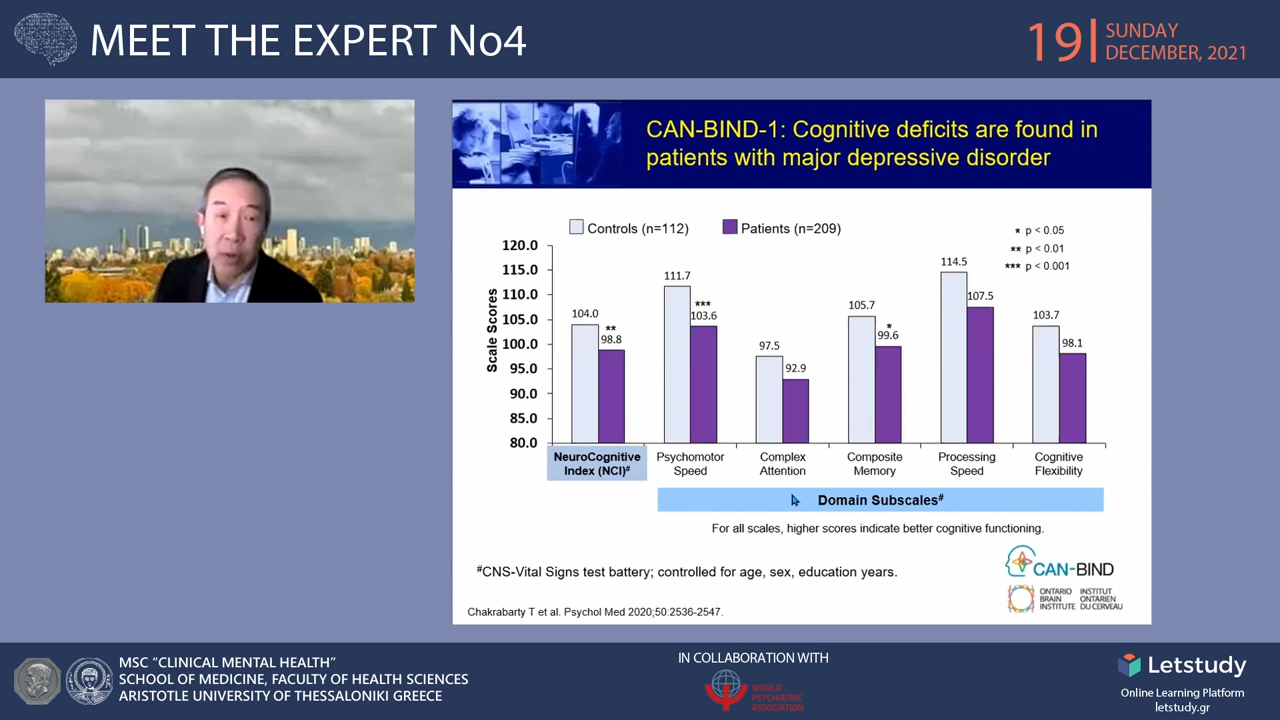 MEET THE EXPERT No4
19 | SUNDAY
DECEMBER, 2021
CAN-BIND-1: Cognitive deficits are found in
patients with major depressive disorder
Controls (n=112)
Patients (n=209)
* p < 0.05
** p < 0.01
*** p < 0.001
Scale Scores
120.0
115.0
110.0
105.0
100.0
95.0
90.0
85.0
80.0
104.0
**
98.8
111.7
***
103.6
97.5
92.9
105.7
*
99.6
114.5
107.5
103.7
98.1
NeuroCognitive
Index (NCI)#
Psychomotor
Speed
Complex
Attention
Composite
Memory
Processing
Speed
Cognitive
Flexibility
Domain Subscales#
For all scales, higher scores indicate better cognitive functioning.
#CNS-Vital Signs test battery; controlled for age, sex, education years.
CAN-BIND
ONTARIO
BRAIN
INSTITUTE
INSTITUT
ONTARIEN
DU CERVEAU
Chakrabarty T et al. Psychol Med 2020;50:2536-2547.
MSC “CLINICAL MENTAL HEALTH”
SCHOOL OF MEDICINE, FACULTY OF HEALTH SCIENCES
ARISTOTLE UNIVERSITY OF THESSALONIKI GREECE
IN COLLABORATION WITH
WORLD
PSYCHIATRIC
ASSOCIATION
Letstudy
Online Learning Platform
letstudy.gr